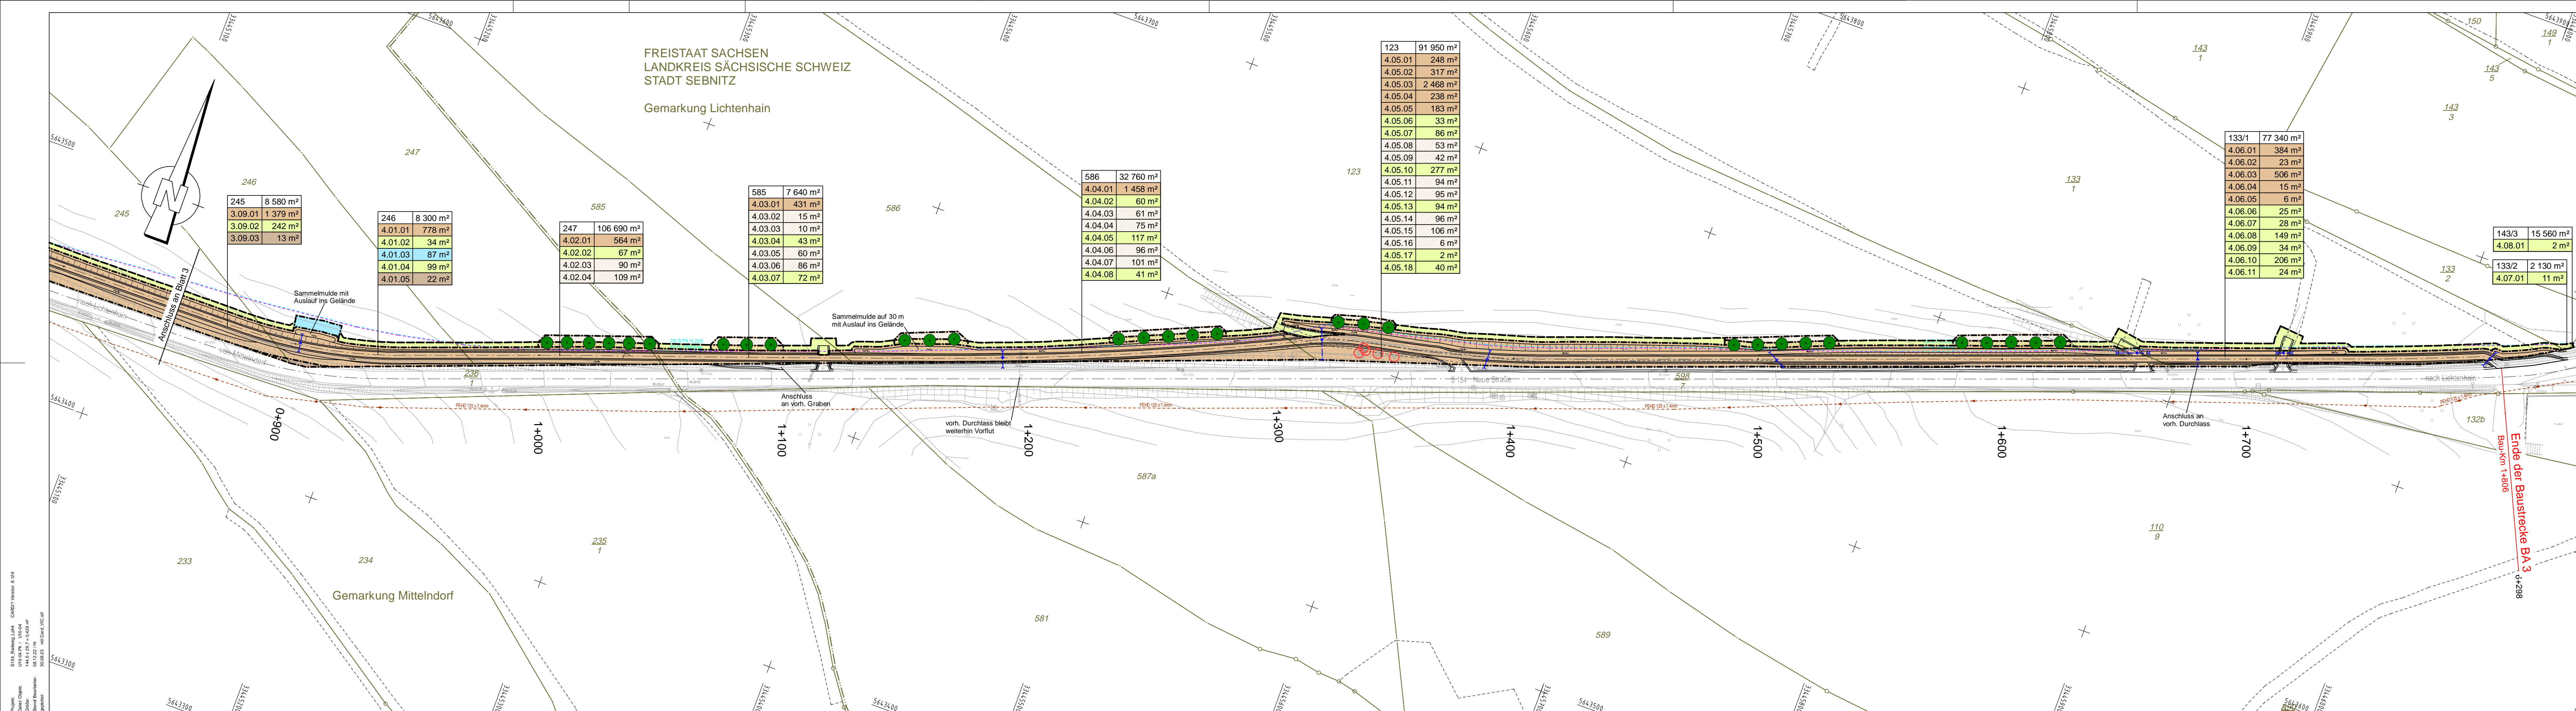 FREISTAAT SACHSEN
LANDKREIS SÄCHSISCHE SCHWEIZ
STADT SEBNITZ
Gemarkung Lichtenhain
245 8 580 m²
3.09.01 1 379 m²
3.09.02 242 m²
3.09.03 13 m²
246 8 300 m²
4.01.01 778 m²
4.01.02 34 m²
4.01.03 87 m²
4.01.04 99 m²
4.01.05 22 m²
247 106 690 m²
4.02.01 564 m²
4.02.02 67 m²
4.02.03 90 m²
4.02.04 109 m²
585 7 640 m²
4.03.01 431 m²
4.03.02 15 m²
4.03.03 10 m²
4.03.04 43 m²
4.03.05 60 m²
4.03.06 86 m²
4.03.07 72 m²
586 32 760 m²
4.04.01 1 458 m²
4.04.02 60 m²
4.04.03 61 m²
4.04.04 75 m²
4.04.05 117 m²
4.04.06 96 m²
4.04.07 101 m²
4.04.08 41 m²
123 91 950 m²
4.05.01 248 m²
4.05.02 317 m²
4.05.03 2 468 m²
4.05.04 238 m²
4.05.05 183 m²
4.05.06 33 m²
4.05.07 86 m²
4.05.08 53 m²
4.05.09 42 m²
4.05.10 277 m²
4.05.11 94 m²
4.05.12 95 m²
4.05.13 94 m²
4.05.14 96 m²
4.05.15 106 m²
4.05.16 6 m²
4.05.17 2 m²
4.05.18 40 m²
133/1 77 340 m²
4.06.01 384 m²
4.06.02 23 m²
4.06.03 506 m²
4.06.04 15 m²
4.06.05 6 m²
4.06.06 25 m²
4.06.07 28 m²
4.06.08 149 m²
4.06.09 34 m²
4.06.10 206 m²
4.06.11 24 m²
143/3 15 560 m²
4.08.01 2 m²
133/2 2 130 m²
4.07.01 11 m²
245
246
247
585
586
123
133
1
143
1
143
3
143
5
149
1
150
133
2
N
Anschluss an Blatt 3
Sammelmulde mit
Auslauf ins Gelände
Sammelmulde auf 30 m
mit Auslauf ins Gelände
nach Lichtenhain
von Mittelndorf
236
1
S 154 Neue Straße
598
7
nach Lichtenhain
Anschluss
an vorh. Graben
vorh. Durchlass bleibt
weiterhin Vorflut
Anschluss an
vorh. Durchlass
0+900
1+000
1+100
1+200
1+300
1+400
1+500
1+600
1+700
132b
Ende der Baustrecke BA 3
Bau-Km 1+806
6+298
233
234
235
1
587a
581
589
110
9
Gemarkung Mittelndorf
5643500
5643400
5643300